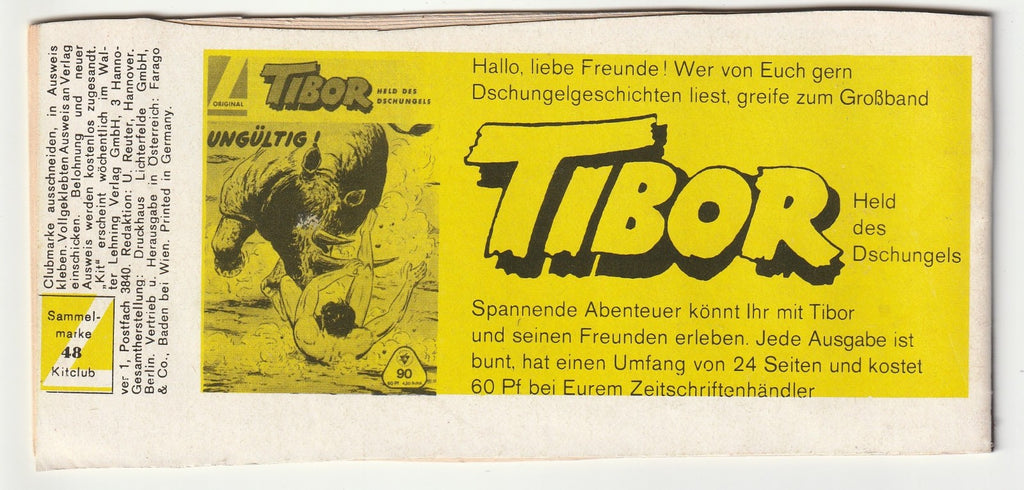 Clubmarke ausschneiden, in Ausweis
kleben. Vollgeklebten Ausweis an Verlag
einschicken. Belohnung und neuer
Ausweis werden kostenlos zugesandt.
„Kit“ erscheint wöchentlich im Wal-
ter Lehning Verlag GmbH, 3 Hanno-
ver 1, Postfach 3840. Redaktion: U. Reuter, Hannover.
Gesamtherstellung: Druckhaus Lichterfelde GmbH,
Berlin. Vertrieb u. Herausgabe in Österreich: Farago
& Co., Baden bei Wien. Printed in Germany.
Sammel-
marke
48
Kitclub
ORIGINAL
TIBOR
HELD DES
DSCHUNGELS
UNGÜLTIG!
90
60 Pf
Hallo, liebe Freunde! Wer von Euch gern
Dschungelgeschichten liest, greife zum Großband
TIBOR
Held
des
Dschungels
Spannende Abenteuer könnt Ihr mit Tibor
und seinen Freunden erleben. Jede Ausgabe ist
bunt, hat einen Umfang von 24 Seiten und kostet
60 Pf bei Eurem Zeitschriftenhändler